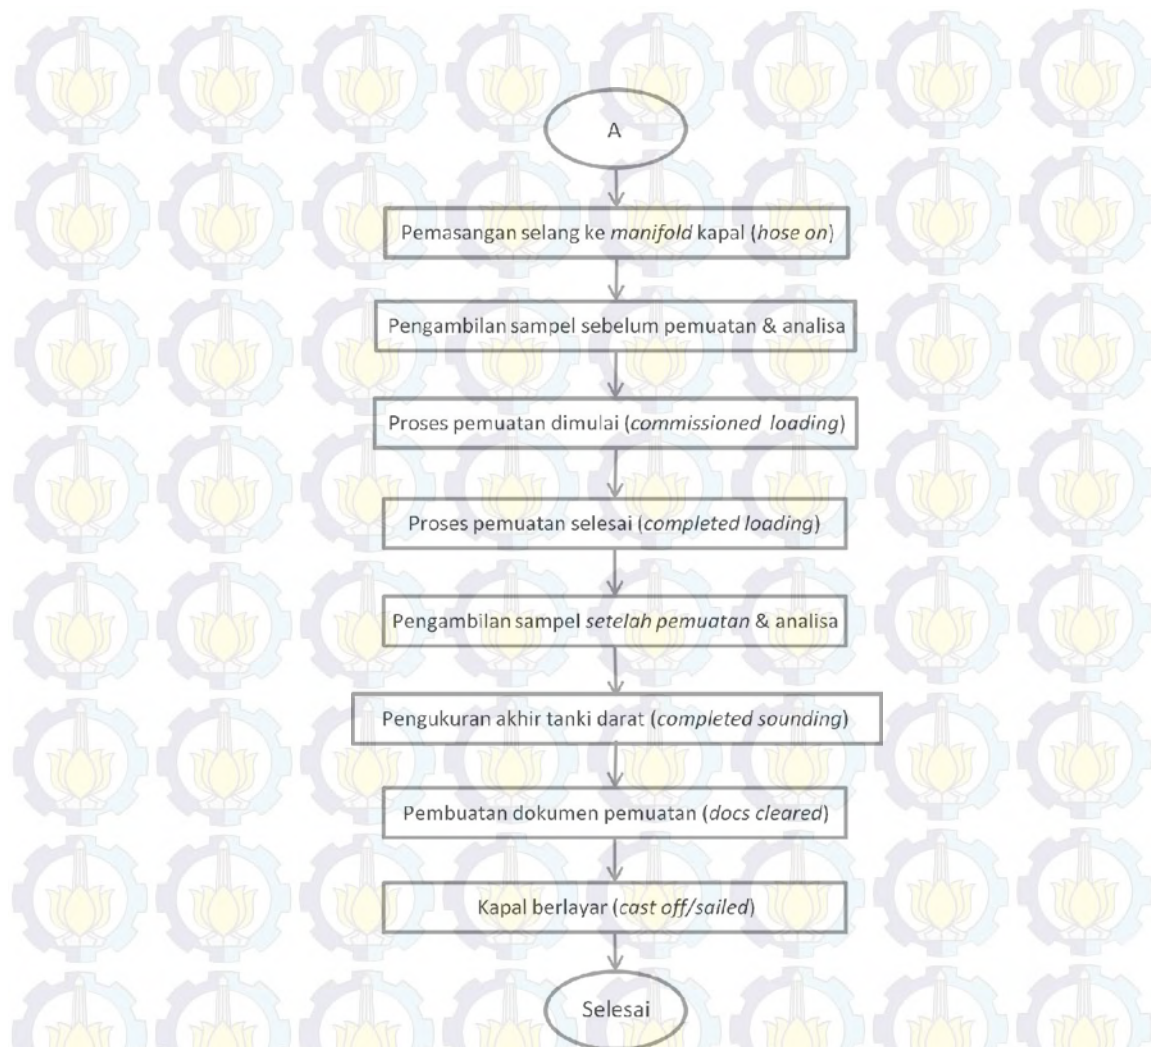 A
Pemasangan selang ke manifold kapal (hose on)
Pengambilan sampel sebelum pemuatan & analisa
Proses pemuatan dimulai (commissioned loading)
Proses pemuatan selesai (completed loading)
Pengambilan sampel setelah pemuatan & analisa
Pengukuran akhir tanki darat (completed sounding)
Pembuatan dokumen pemuatan (docs cleared)
Kapal berlayar (cast off/sailed)
Selesai